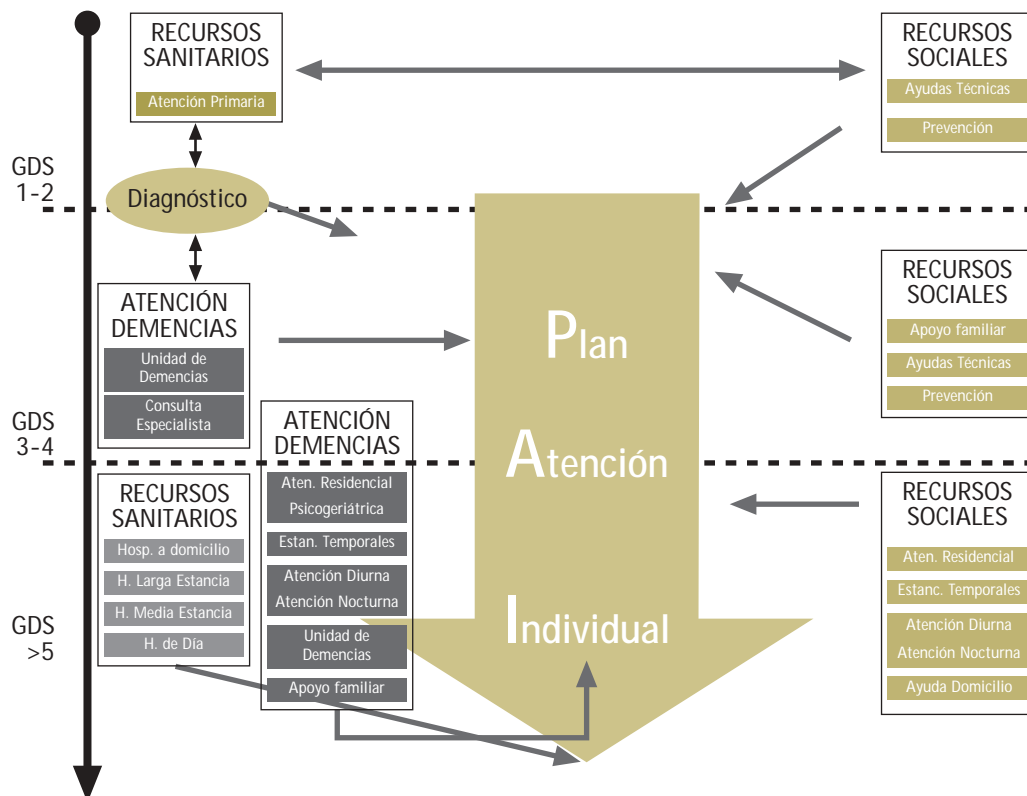 RECURSOS
SANITARIOS
Atención Primaria
RECURSOS
SOCIALES
Ayudas Técnicas
Prevención
GDS
1-2
Diagnóstico
ATENCIÓN
DEMENCIAS
Unidad de
Demencias
Consulta
Especialista
Plan
Atención
Individual
RECURSOS
SOCIALES
Apoyo familiar
Ayudas Técnicas
Prevención
GDS
3-4
ATENCIÓN
DEMENCIAS
Aten. Residencial
Psicogeriátrica
Estan. Temporales
Atención Diurna
Atención Nocturna
Unidad de
Demencias
Apoyo familiar
RECURSOS
SANITARIOS
Hosp. a domicilio
H. Larga Estancia
H. Media Estancia
H. de Día
GDS
>5
RECURSOS
SOCIALES
Aten. Residencial
Estanc. Temporales
Atención Diurna
Atención Nocturna
Ayuda Domicilio